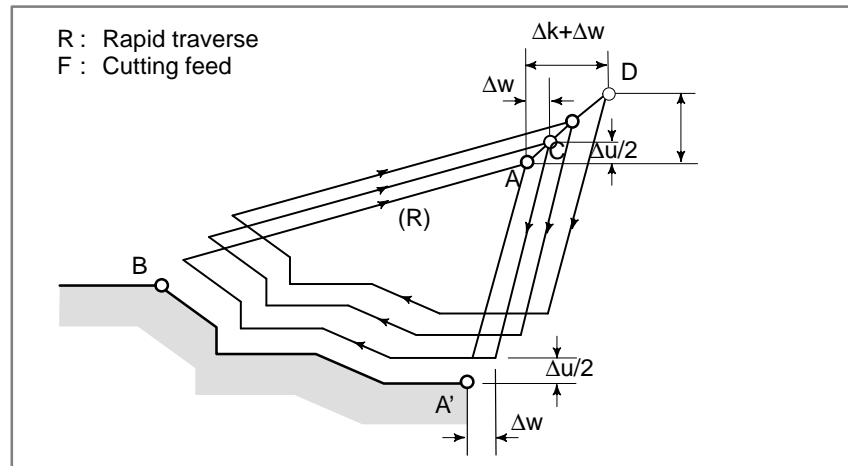 R : Rapid traverse
F : Cutting feed
Δk+Δw
D
Δw
C
Δu/2
A
(R)
B
Δu/2
A’
Δw